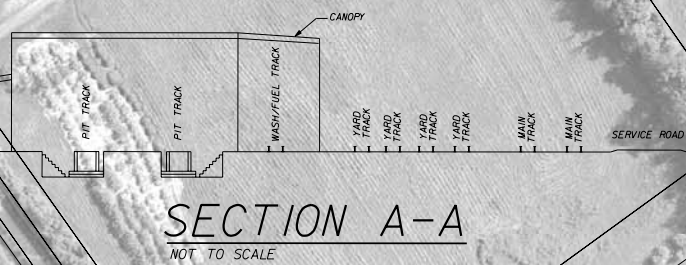 CANOPY
PIT TRACK
PIT TRACK
WASH/FUEL TRACK
YARD
TRACK
YARD
TRACK
YARD
TRACK
YARD
TRACK
MAIN
TRACK
MAIN
TRACK
SERVICE ROAD
SECTION A-A
NOT TO SCALE